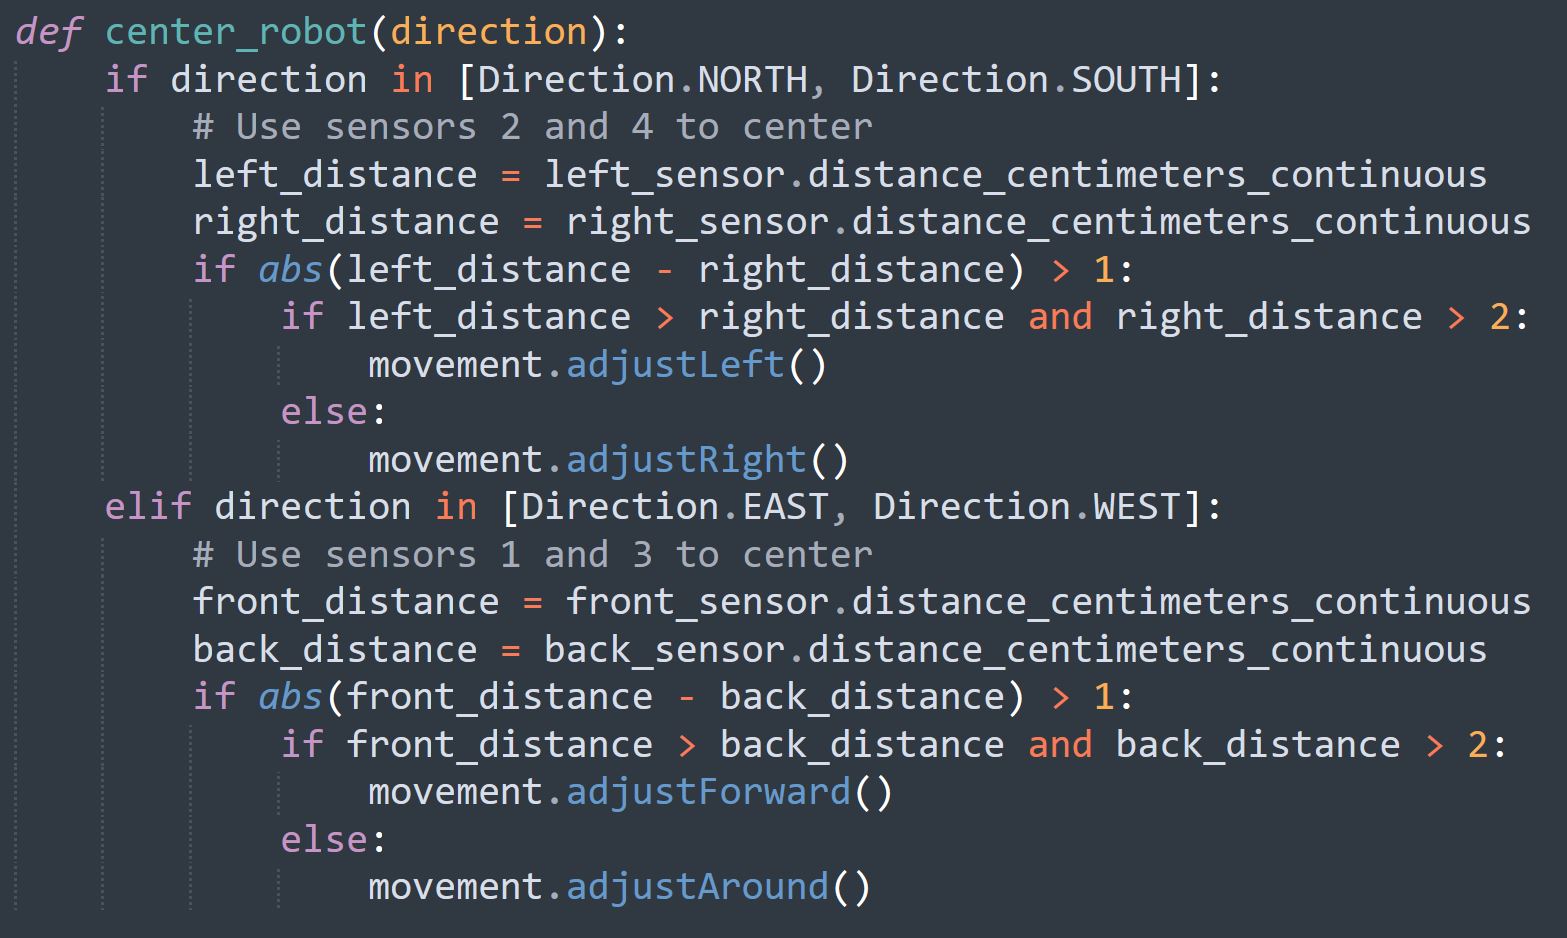 def center_robot(direction):
    if direction in [Direction.NORTH, Direction.SOUTH]:
        # Use sensors 2 and 4 to center
        left_distance = left_sensor.distance_centimeters_continuous
        right_distance = right_sensor.distance_centimeters_continuous
        if abs(left_distance - right_distance) > 1:
            if left_distance > right_distance and right_distance > 2:
                movement.adjustLeft()
            else:
                movement.adjustRight()
    elif direction in [Direction.EAST, Direction.WEST]:
        # Use sensors 1 and 3 to center
        front_distance = front_sensor.distance_centimeters_continuous
        back_distance = back_sensor.distance_centimeters_continuous
        if abs(front_distance - back_distance) > 1:
            if front_distance > back_distance and back_distance > 2:
                movement.adjustForward()
            else:
                movement.adjustAround()